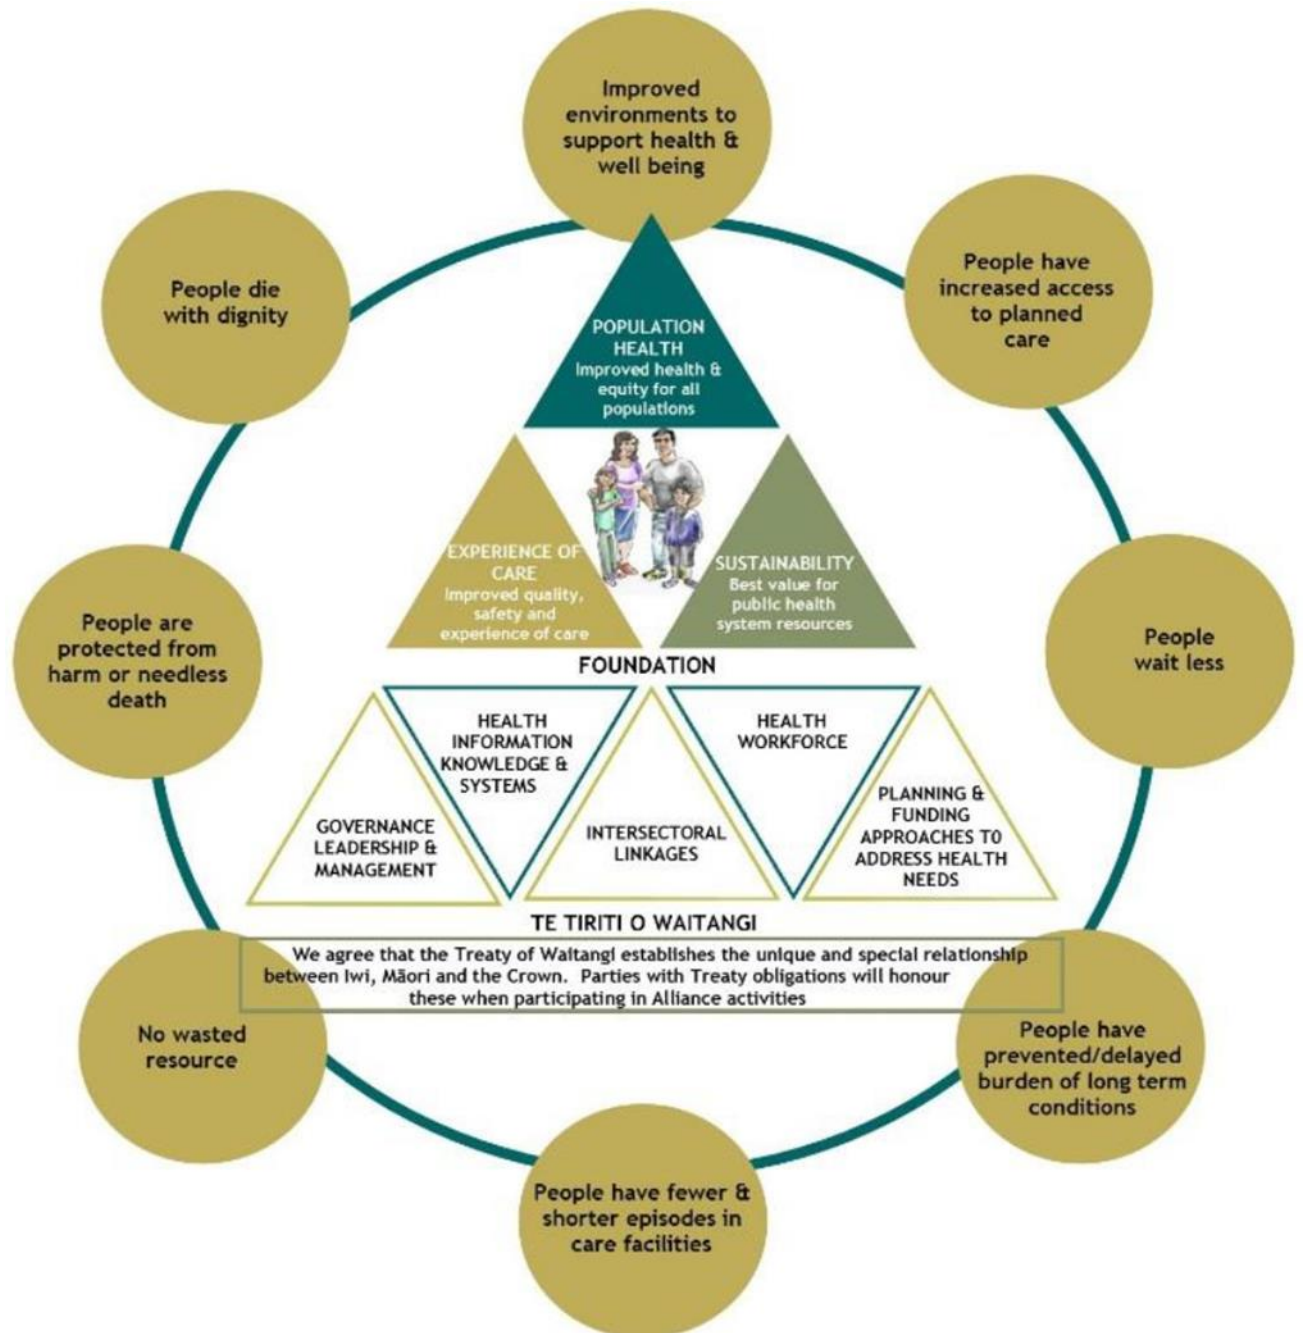 Improved
environments to
support health &
well being
People have
increased access
to planned
care
People
wait less
People have
prevented/delayed
burden of long term
conditions
People have fewer &
shorter episodes in
care facilities
No wasted
resource
People are
protected from
harm or needless
death
People die
with dignity
POPULATION
HEALTH
Improved health &
equity for all
populations
EXPERIENCE OF
CARE
Improved quality,
safety and
experience of care
SUSTAINABILITY
Best value for
public health
system resources
FOUNDATION
GOVERNANCE
LEADERSHIP &
MANAGEMENT
HEALTH
INFORMATION
KNOWLEDGE &
SYSTEMS
INTERSECTORAL
LINKAGES
HEALTH
WORKFORCE
PLANNING &
FUNDING
APPROACHES TO
ADDRESS HEALTH
NEEDS
TE TIRITI O WAITANGI
We agree that the Treaty of Waitangi establishes the unique and special relationship
between Iwi, Māori and the Crown. Parties with Treaty obligations will honour
these when participating in Alliance activities